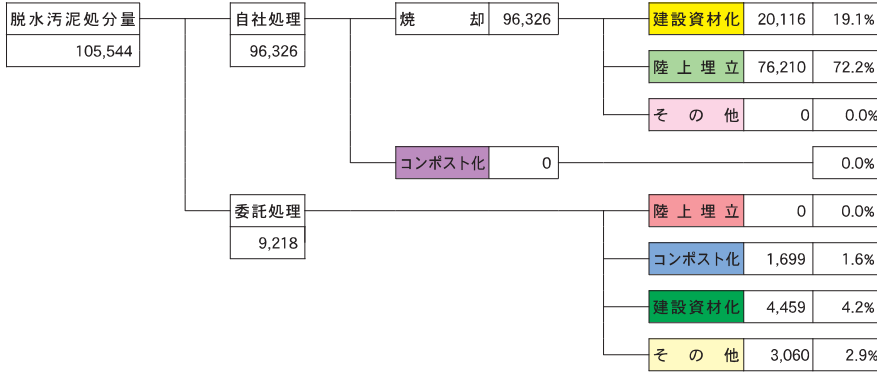 脱水汚泥処分量
105,544
自社処理
96,326
焼却 96,326
建設資材化 20,116 19.1%
陸上埋立 76,210 72.2%
その他 0 0.0%
コンポスト化 0 0.0%
委託処理
9,218
陸上埋立 0 0.0%
コンポスト化 1,699 1.6%
建設資材化 4,459 4.2%
その他 3,060 2.9%